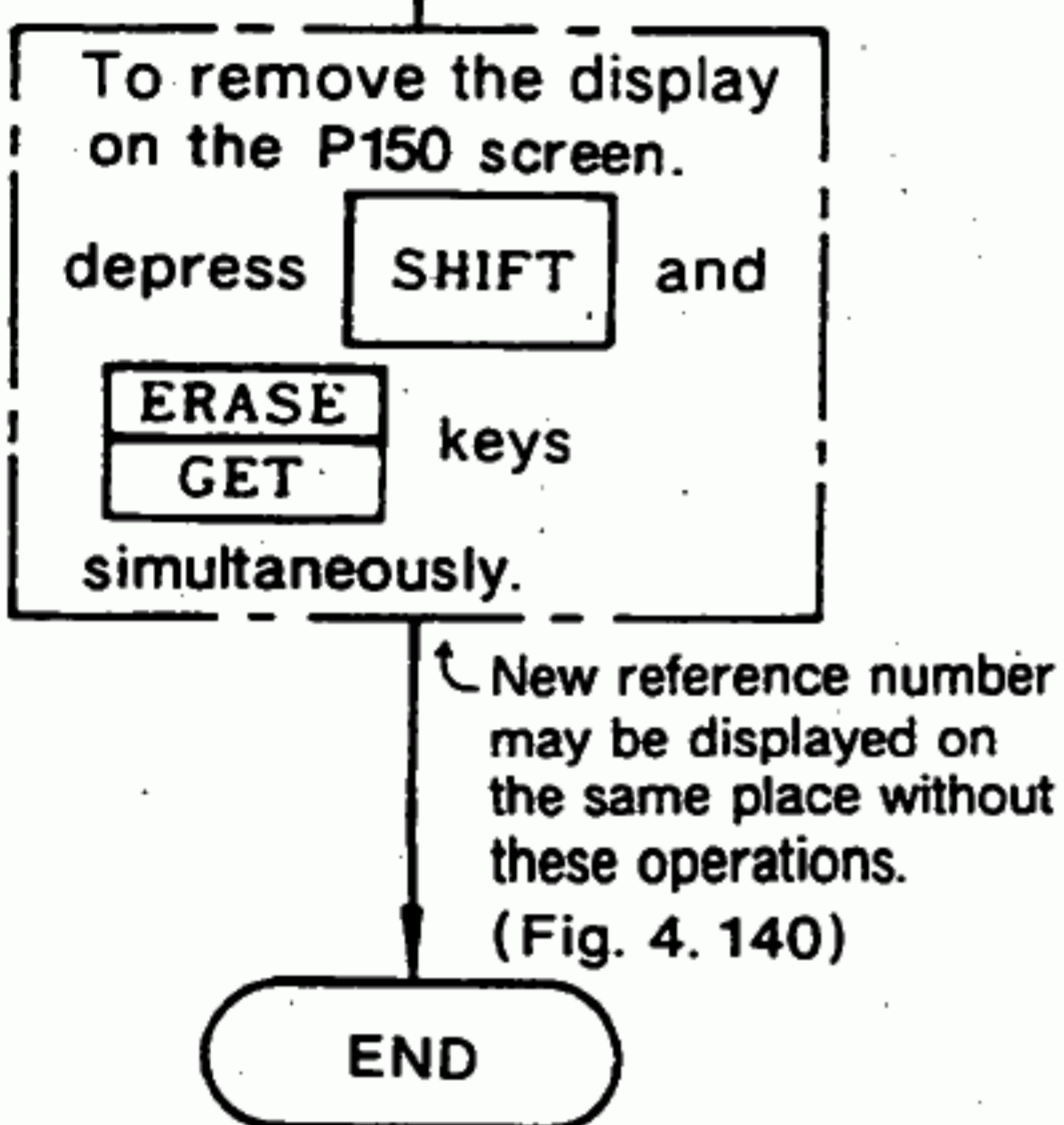 To remove the display
on the P150 screen.
depress SHIFT and
ERASE
GET keys
simultaneously.
New reference number
may be displayed on
the same place without
these operations.
(Fig. 4. 140)
END